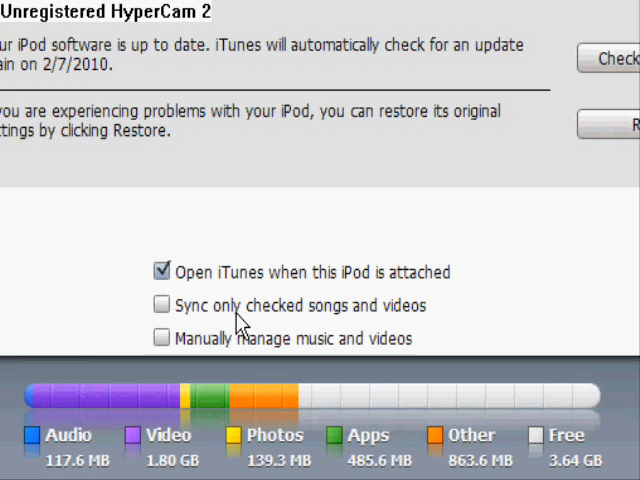 Unregistered HyperCam 2
ur iPod software is up to date. iTunes will automatically check for an update
ain on 2/7/2010.
Check
you are experiencing problems with your iPod, you can restore its original
ttings by clicking Restore.
R
Open iTunes when this iPod is attached
Sync only checked songs and videos
Manually manage music and videos
Audio Video Photos Apps Other Free
117.6 MB 1.80 GB 139.3 MB 485.6 MB 863.6 MB 3.64 GB